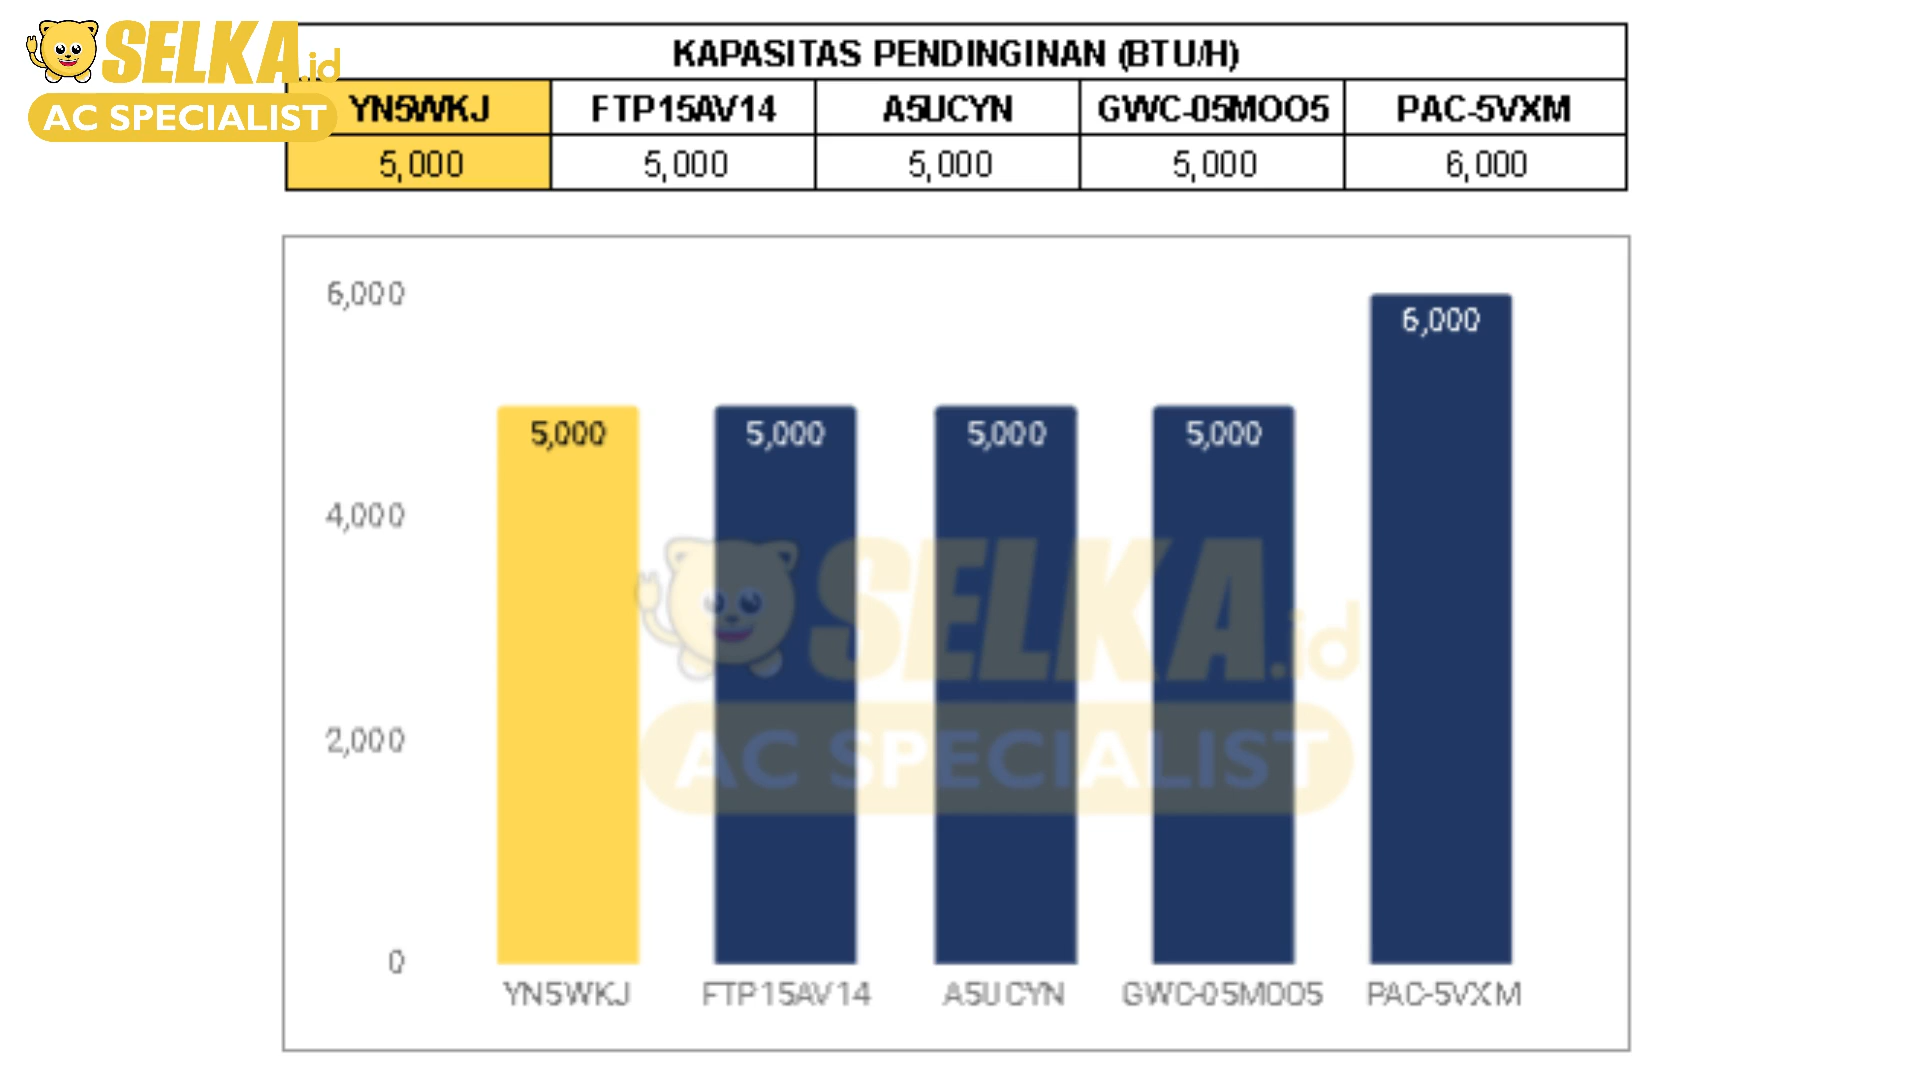 SELKA.id
AC SPECIALIST
KAPASITAS PENDINGINAN (BTU/H)
YN5WKJ FTP15AV14 A5UCYN GWC-05MOO5 PAC-5VXM
5,000 5,000 5,000 5,000 6,000
6,000
4,000
2,000
0
5,000 5,000 5,000 5,000 6,000
SELKA.id
AC SPECIALIST
YN5WKJ FTP15AV14 A5UCYN GWC-05MOO5 PAC-5VXM